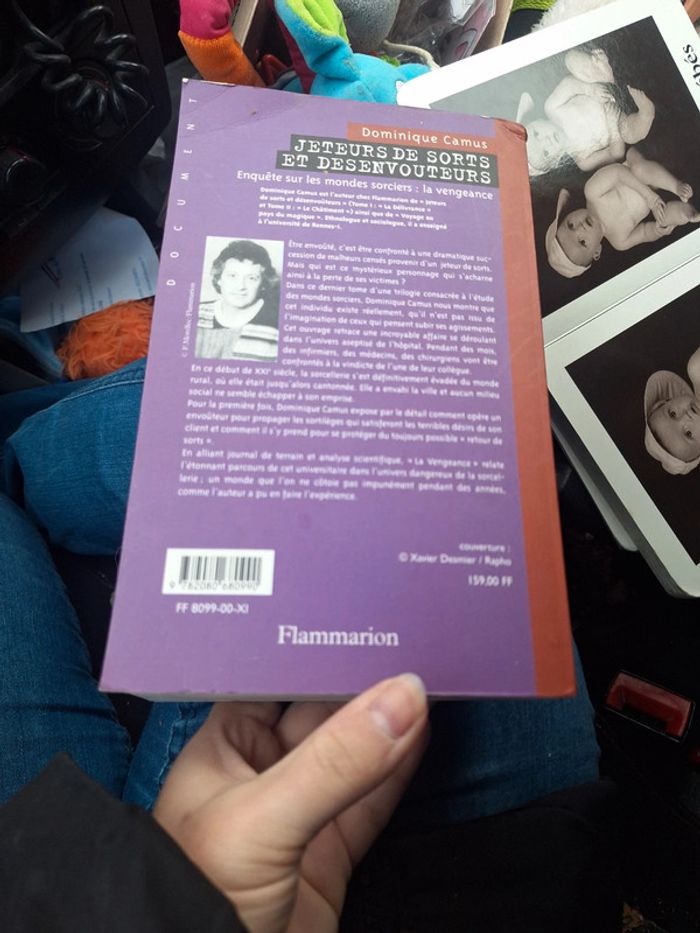 DOCUMENT
Dominique Camus
JETEURS DE SORTS
ET DESENVOUTEURS
Enquête sur les mondes sorciers : la vengeance
Dominique Camus est l'auteur chez Flammarion de « Jeteurs
de sorts et désenvoûteurs » (Tome I : « La Délivrance »
et Tome II : « Le Châtiment ») ainsi que de « Voyage au
pays du magique ». Ethnologue et sociologue, il a enseigné
à l'université de Rennes-I.
Être envoûté, c'est être confronté à une dramatique suc-
cession de malheurs censés provenir d'un jeteur de sorts.
Mais qui est ce mystérieux personnage qui s'acharne
ainsi à la perte de ses victimes ?
Dans ce dernier tome d'une trilogie consacrée à l'étude
des mondes sorciers, Dominique Camus nous montre que
cet individu existe réellement, qu'il n'est pas issu de
l'imagination de ceux qui pensent subir ses agissements.
Cet ouvrage retrace une incroyable affaire se déroulant
dans l'univers aseptisé de l'hôpital. Pendant des mois,
des infirmiers, des médecins, des chirurgiens vont être
confrontés à la vindicte de l'une de leur collègue.
En ce début de XXIe siècle, la sorcellerie s'est définitivement évadée du monde
rural, où elle était jusqu'alors cantonnée. Elle a envahi la ville et aucun milieu
social ne semble échapper à son emprise.
Pour la première fois, Dominique Camus expose par le détail comment opère un
envoûteur pour propager les sortilèges qui satisferont les terribles désirs de son
client et comment il s'y prend pour se protéger du toujours possible « retour de
sorts ».
En alliant journal de terrain et analyse scientifique, « La Vengeance » relate
l'étonnant parcours de cet universitaire dans l'univers dangereux de la sorcel-
lerie ; un monde que l'on ne côtoie pas impunément pendant des années,
comme l'auteur a pu en faire l'expérience.
couverture :
© Xavier Desmier / Rapho
159,00 FF
9 782080 680990
FF 8099-00-XI
Flammarion